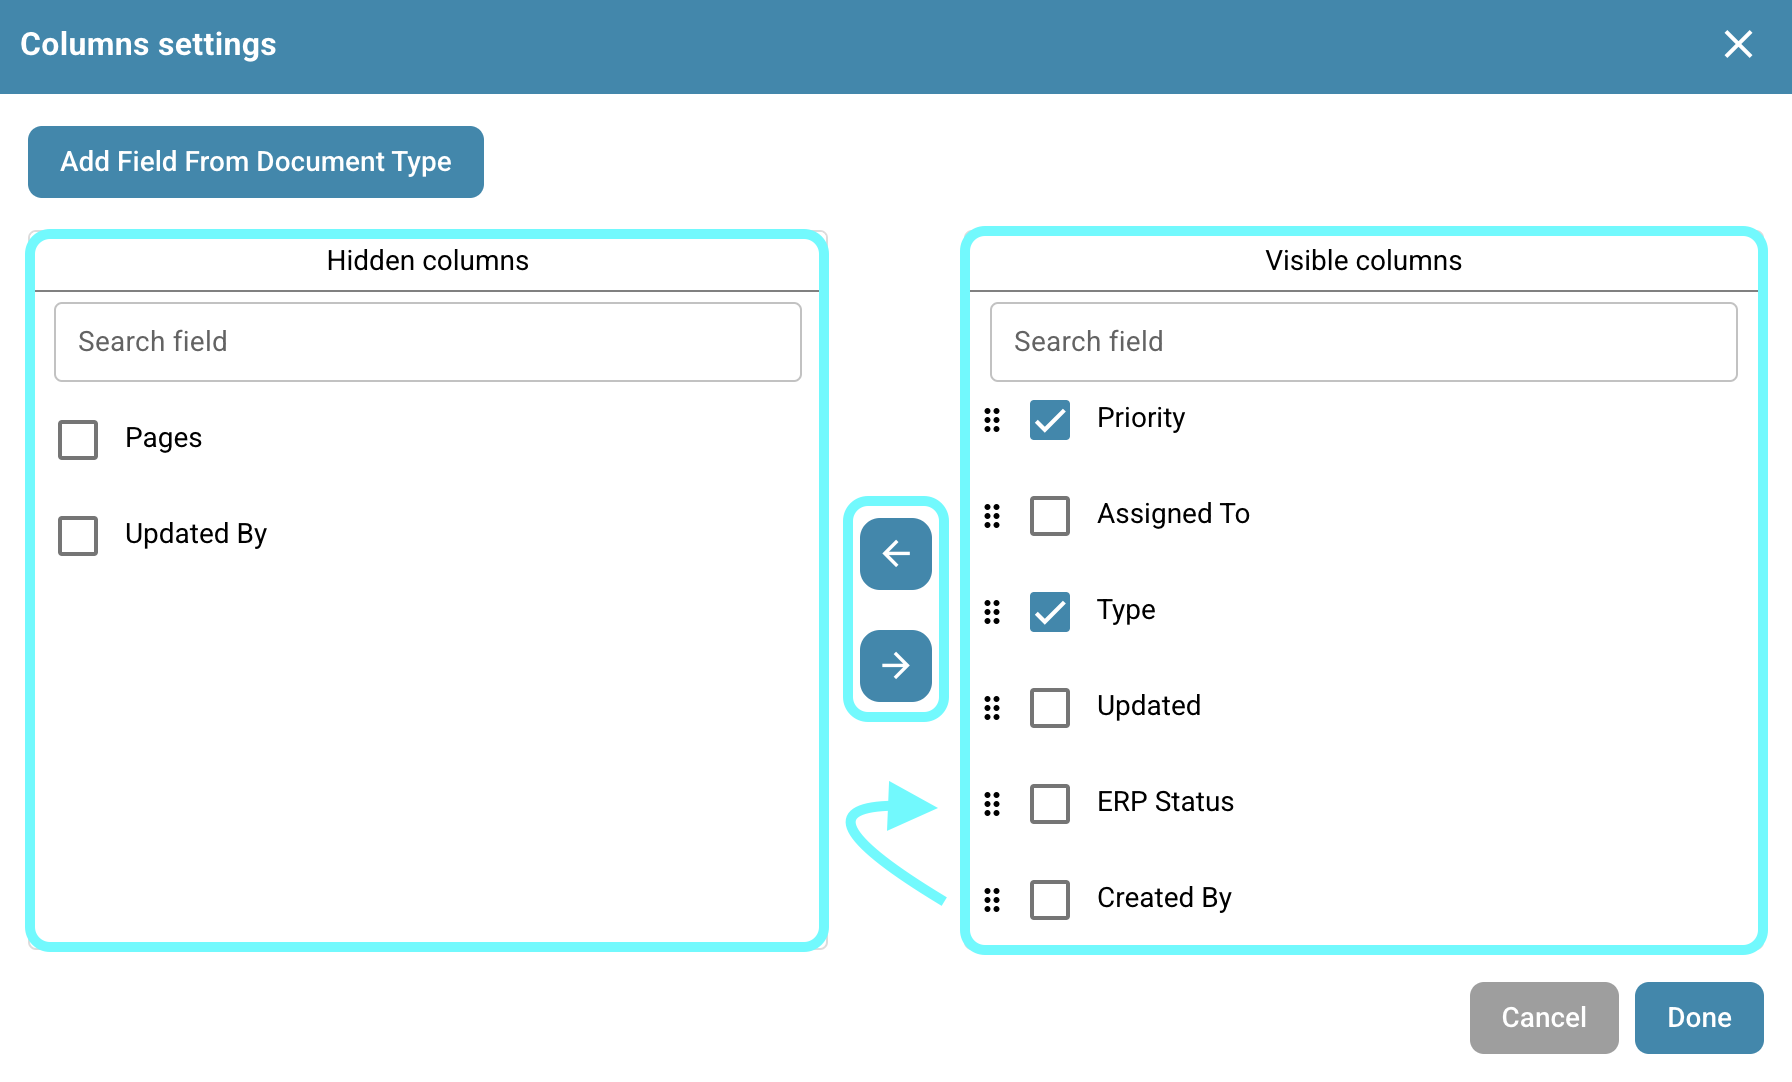 Columns settings
Add Field From Document Type
Hidden columns
Search field
Pages
Updated By
Visible columns
Search field
Priority
Assigned To
Type
Updated
ERP Status
Created By
Cancel
Done